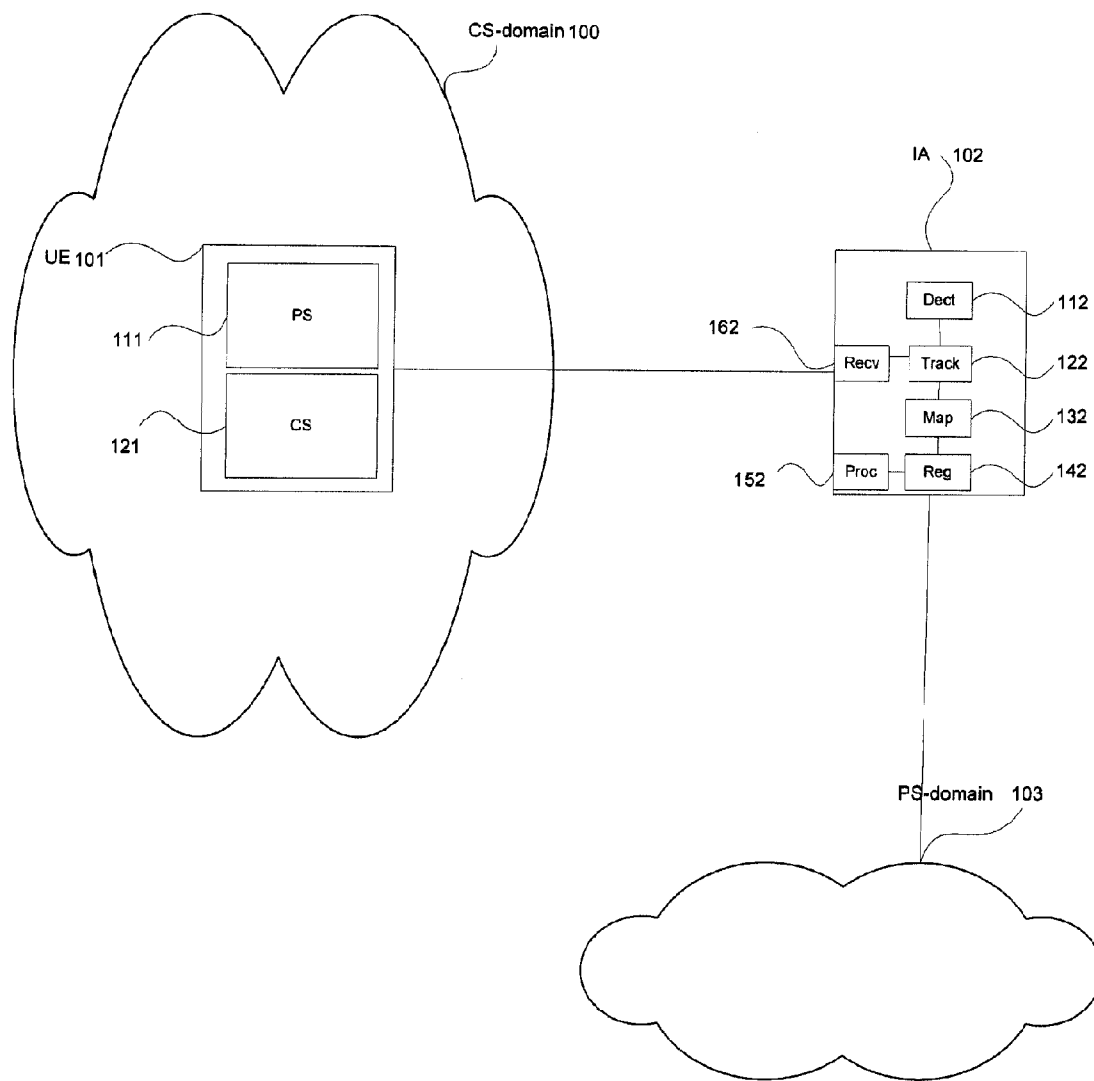 CS-domain 100
IA 102
UE 101
PS
111
CS
121
Dect
112
162
Recv
Track
122
Map
132
152
Proc
Reg
142
PS-domain 103